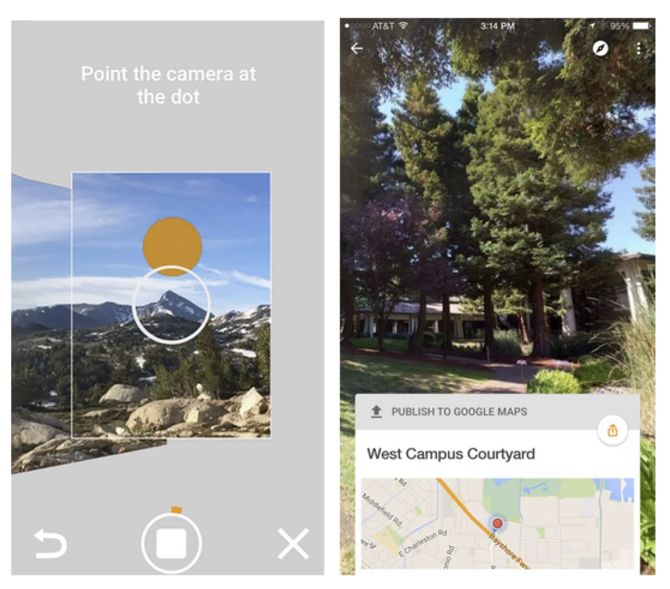 Point the camera at
the dot
AT&T
3:14 PM
95%
PUBLISH TO GOOGLE MAPS
West Campus Courtyard
Middlefield Rd
E Charleston Rd
Bayshore Fwy